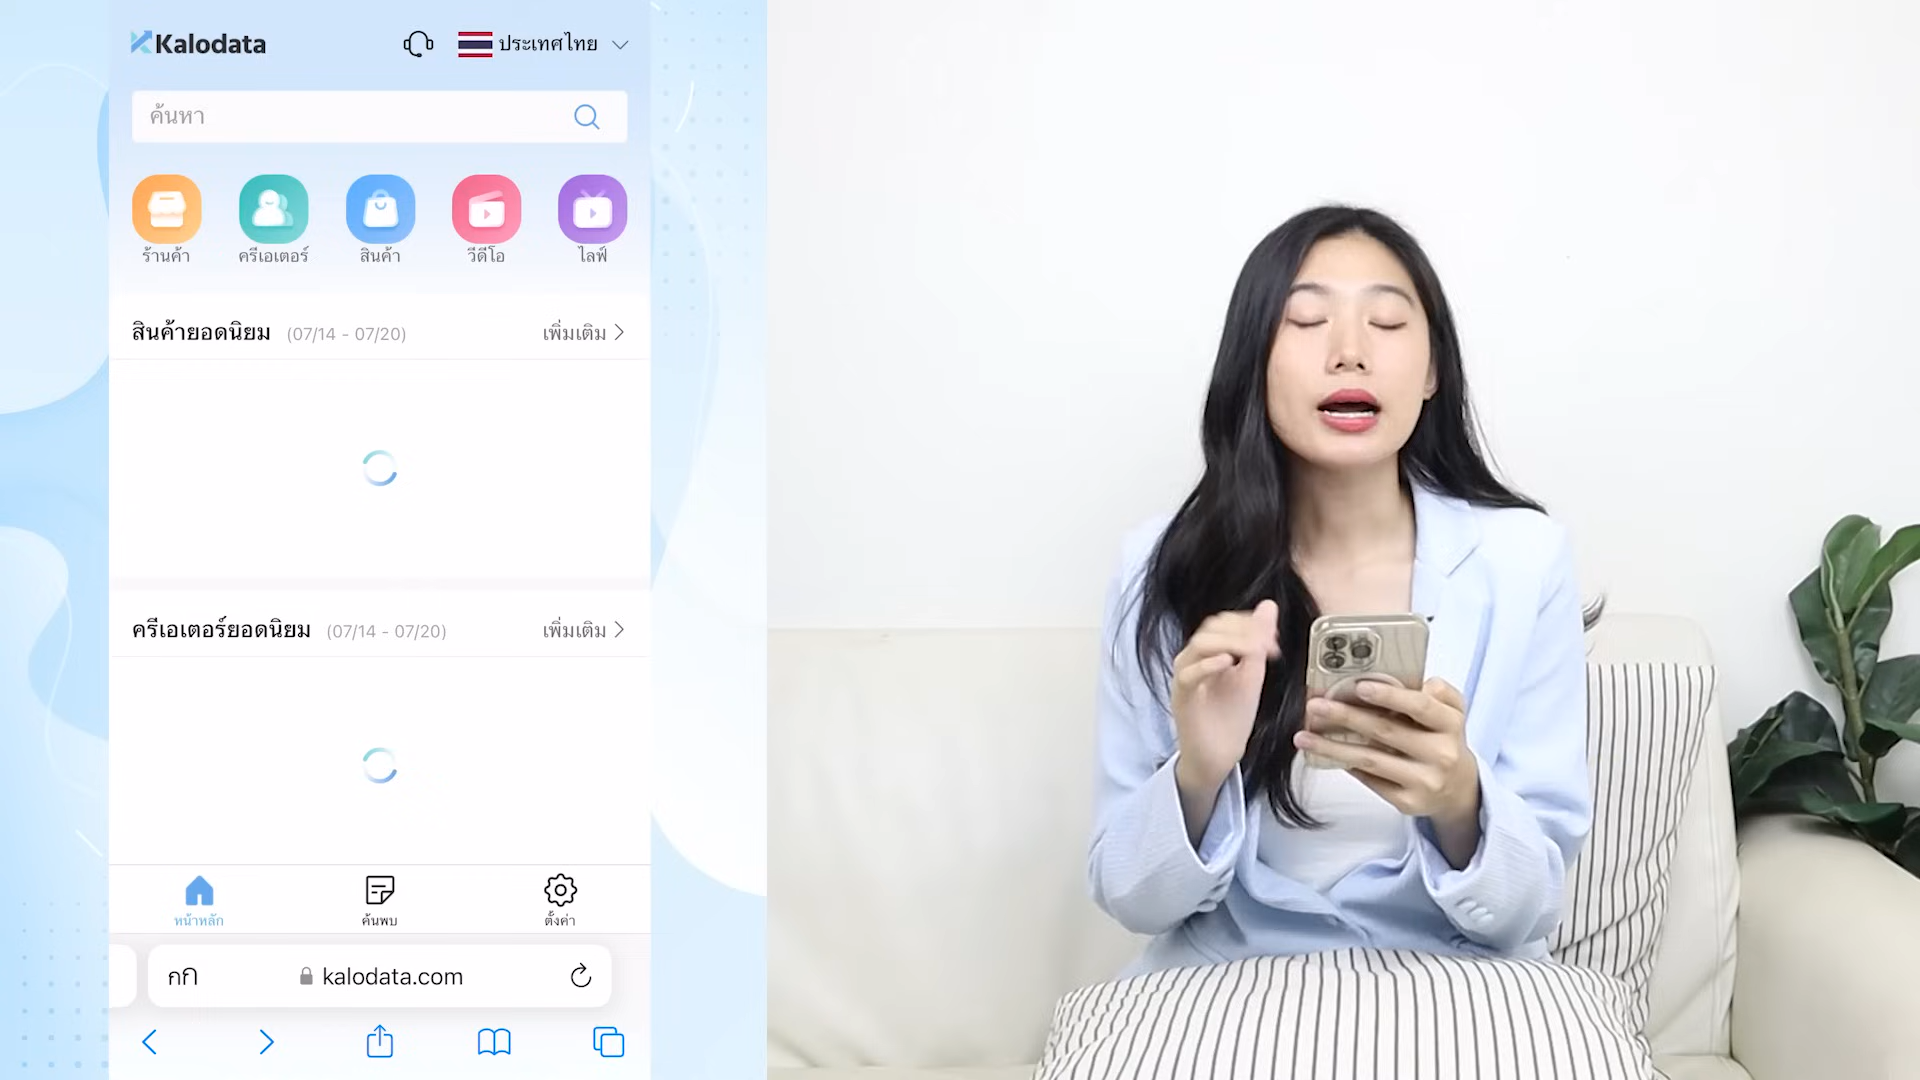 Kalodata
ประเทศไทย
ค้นหา
ร้านค้า
ครีเอเตอร์
สินค้า
วีดีโอ
ไลฟ์
สินค้ายอดนิยม (07/14 - 07/20) เพิ่มเติม
ครีเอเตอร์ยอดนิยม (07/14 - 07/20) เพิ่มเติม
หน้าหลัก
ค้นพบ
ตั้งค่า
กก kalodata.com